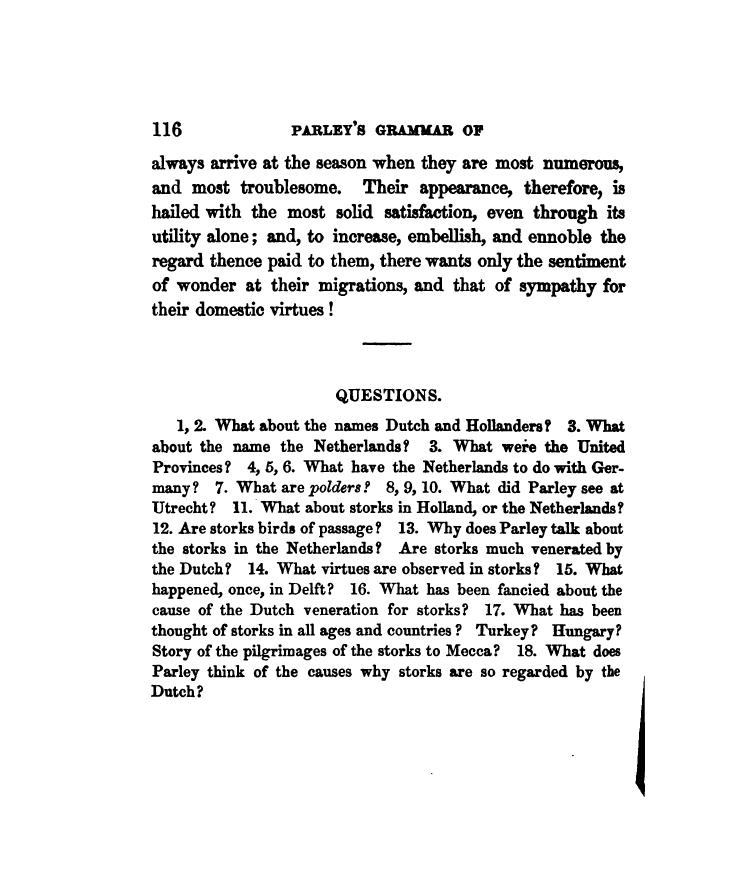 116 PARLEY'S GRAMMAR OF
always arrive at the season when they are most numerous,
and most troublesome. Their appearance, therefore, is
hailed with the most solid satisfaction, even through its
utility alone; and, to increase, embellish, and ennoble the
regard thence paid to them, there wants only the sentiment
of wonder at their migrations, and that of sympathy for
their domestic virtues!
QUESTIONS.
1, 2. What about the names Dutch and Hollanders? 3. What
about the name the Netherlands? 3. What were the United
Provinces? 4, 5, 6. What have the Netherlands to do with Ger-
many? 7. What are polders? 8, 9, 10. What did Parley see at
Utrecht? 11. What about storks in Holland, or the Netherlands?
12. Are storks birds of passage? 13. Why does Parley talk about
the storks in the Netherlands? Are storks much venerated by
the Dutch? 14. What virtues are observed in storks? 15. What
happened, once, in Delft? 16. What has been fancied about the
cause of the Dutch veneration for storks? 17. What has been
thought of storks in all ages and countries? Turkey? Hungary?
Story of the pilgrimages of the storks to Mecca? 18. What does
Parley think of the causes why storks are so regarded by the
Dutch?